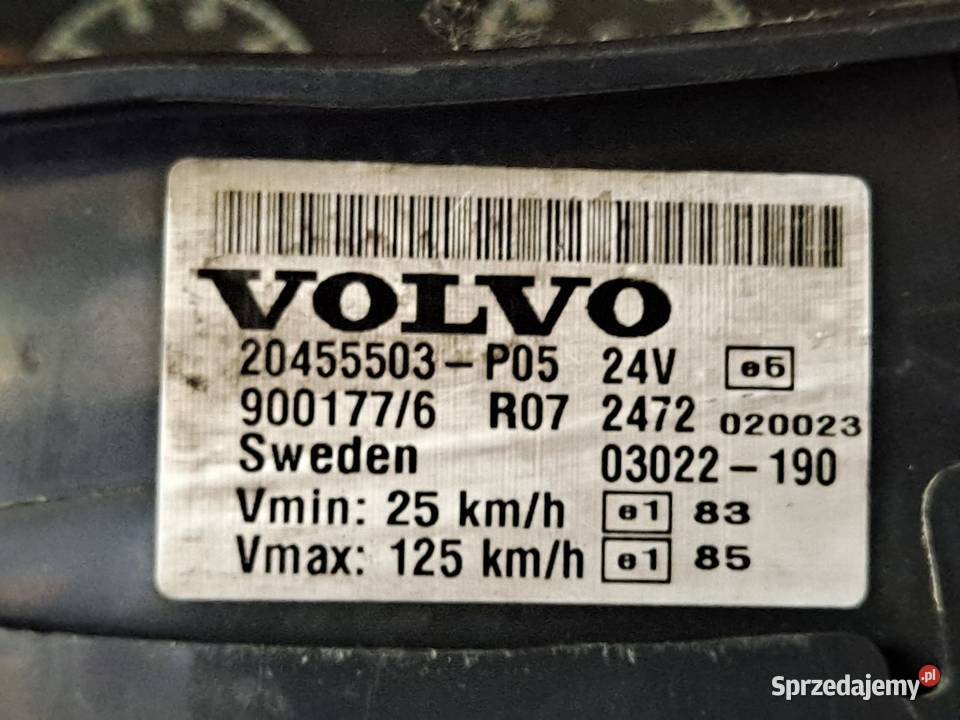 VOLVO
20455503-P05 24V e5
900177/6 R07 2472 020023
Sweden 03022-190
Vmin: 25 km/h e1 83
Vmax: 125 km/h e1 85
Sprzedajemy.pl